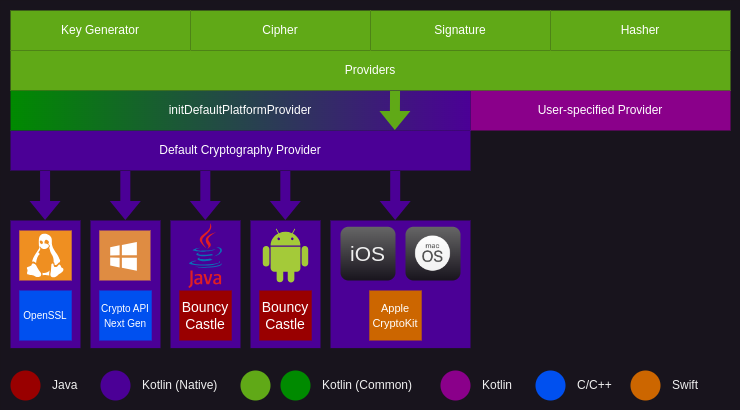 Key Generator
Cipher
Signature
Hasher
Providers
initDefaultPlatformProvider
User-specified Provider
Default Cryptography Provider
Java
iOS
mac
OS
OpenSSL
Crypto API
Next Gen
Bouncy
Castle
Bouncy
Castle
Apple
CryptoKit
Java
Kotlin (Native)
Kotlin (Common)
Kotlin
C/C++
Swift